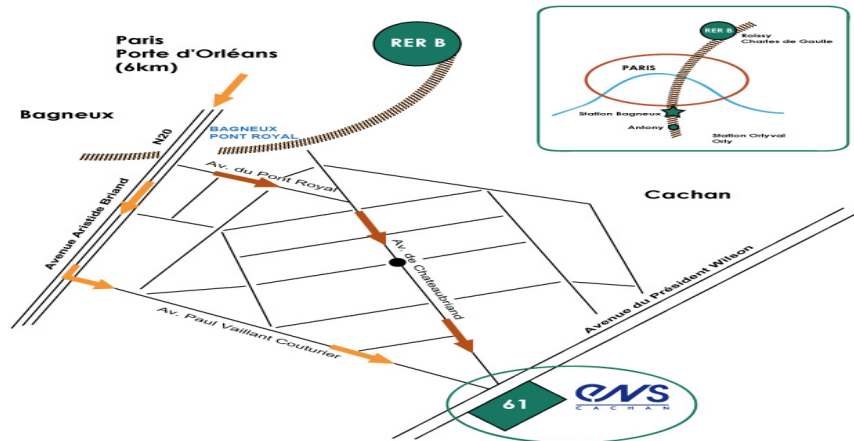 Paris
Porte d'Orléans
(6km)
RER B
Bagneux
N20
BAGNEUX
PONT ROYAL
Av. du Pont Royal
Avenue Aristide Briand
Av. de Chateaubriand
Av. Paul Vaillant Couturier
Cachan
Avenue du Président Wilson
61
ENS
CACHAN
RER B
Roissy
Charles de Gaulle
PARIS
Station Bagneux
Antony
Station Orlyval
Orly